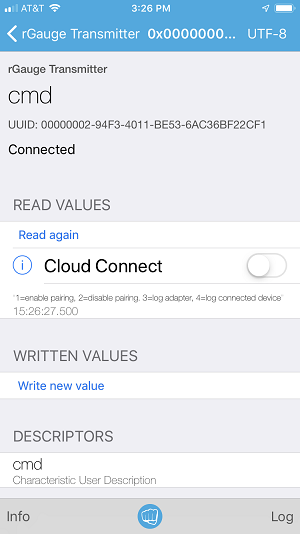 AT&T 3:26 PM
rGauge Transmitter 0x0000000... UTF-8
rGauge Transmitter
cmd
UUID: 00000002-94F3-4011-BE53-6AC36BF22CF1
Connected
READ VALUES
Read again
Cloud Connect
'1=enable pairing, 2=disable pairing. 3=log adapter, 4=log connected device'
15:26:27.500
WRITTEN VALUES
Write new value
DESCRIPTORS
cmd
Characteristic User Description
Info Log